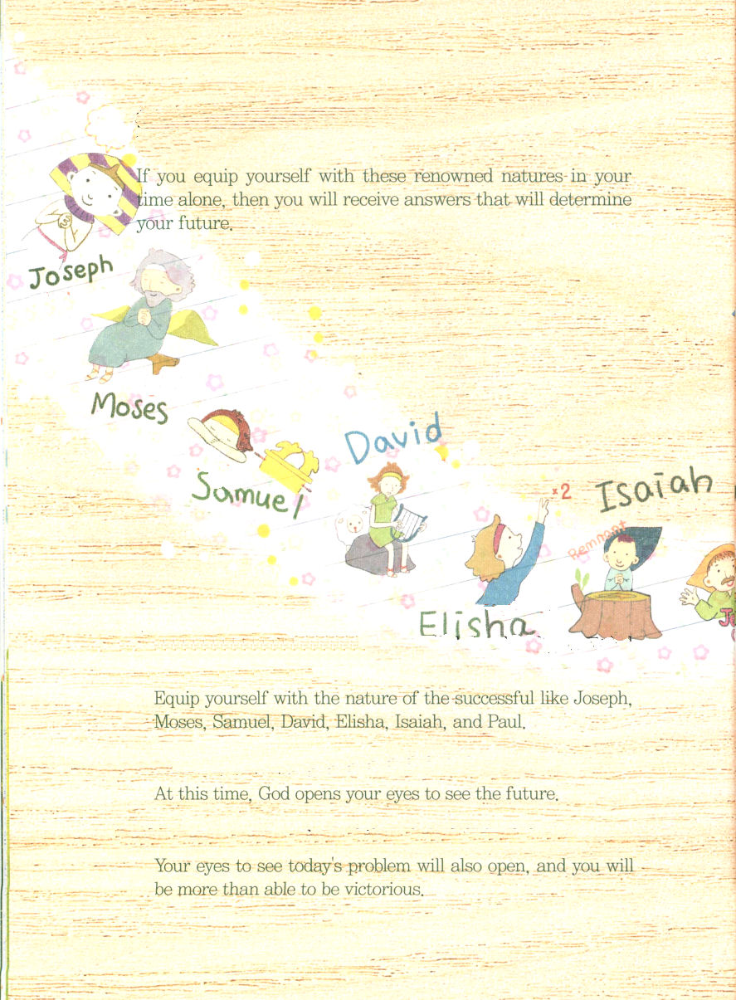 If you equip yourself with these renowned natures in your
time alone, then you will receive answers that will determine
your future.
Joseph
Moses
Samuel
David
×2
Elisha
Isaiah
Remnant
Equip yourself with the nature of the successful like Joseph,
Moses, Samuel, David, Elisha, Isaiah, and Paul.
At this time, God opens your eyes to see the future.
Your eyes to see today's problem will also open, and you will
be more than able to be victorious.